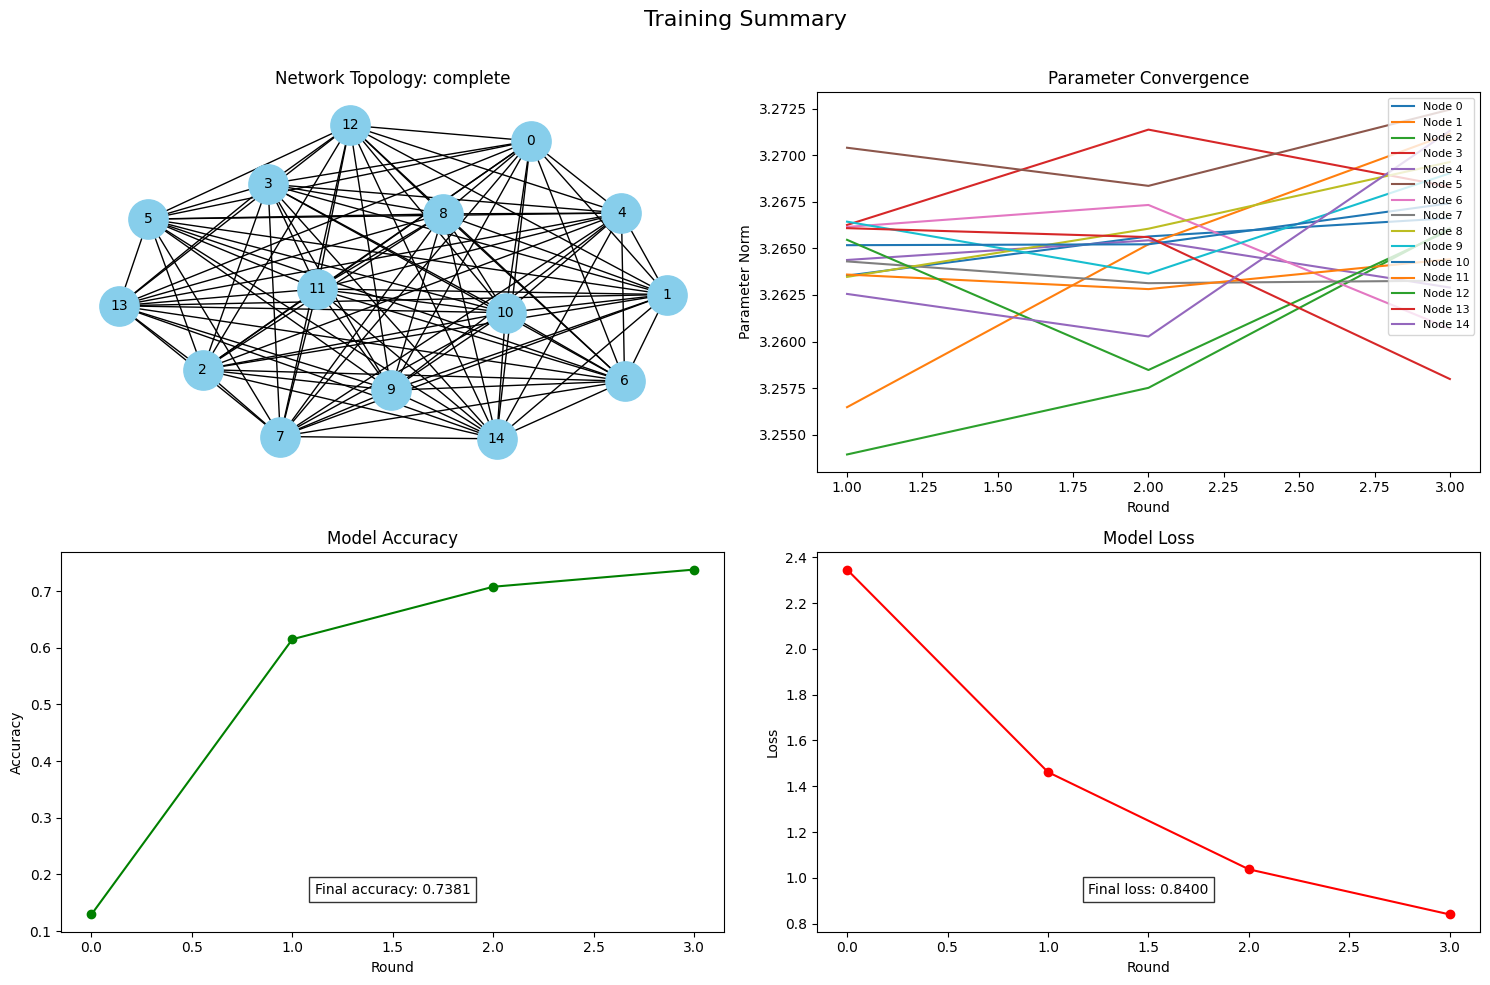 Training Summary
Network Topology: complete
12
0
3
8
4
5
11
1
13
10
2
9
6
7
14
Parameter Convergence
3.2725
3.2700
3.2675
3.2650
3.2625
3.2600
3.2575
3.2550
Parameter Norm
Node 0
Node 1
Node 2
Node 3
Node 4
Node 5
Node 6
Node 7
Node 8
Node 9
Node 10
Node 11
Node 12
Node 13
Node 14
1.00 1.25 1.50 1.75 2.00 2.25 2.50 2.75 3.00
Round
Model Accuracy
0.7
0.6
0.5
0.4
0.3
0.2
0.1
Accuracy
Final accuracy: 0.7381
0.0 0.5 1.0 1.5 2.0 2.5 3.0
Round
Model Loss
2.4
2.2
2.0
1.8
1.6
1.4
1.2
1.0
0.8
Loss
Final loss: 0.8400
0.0 0.5 1.0 1.5 2.0 2.5 3.0
Round